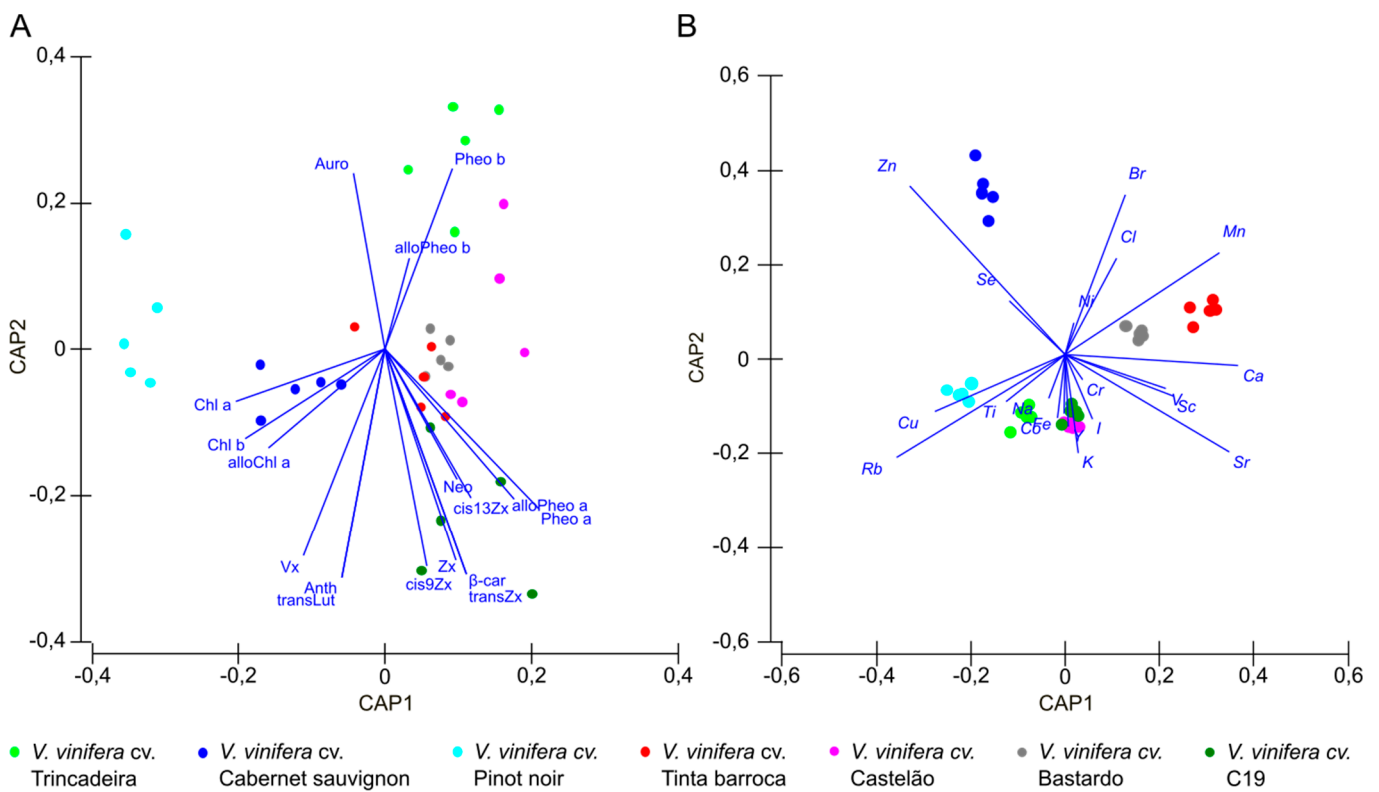 A
B
0,4
0,2
0
-0,2
-0,4
CAP2
Auro
Pheo b
alloPheo b
Chl a
Chl b
alloChl a
Neo
cis13Zx
alloPheo a
Pheo a
Vx
Anth
transLut
Zx
cis9Zx
β-car
transZx
-0,4
-0,2
0
0,2
0,4
CAP1
0,6
0,4
0,2
0
-0,2
-0,4
-0,6
CAP2
Zn
Br
Cl
Mn
Se
Ni
Ca
Cr
V
Sc
Cu
Ti
Na
Co
Fe
Y
I
K
Rb
Sr
-0,6
-0,4
-0,2
0
0,2
0,4
0,6
CAP1
V. vinifera cv.
Trincadeira
V. vinifera cv.
Cabernet sauvignon
V. vinifera cv.
Pinot noir
V. vinifera cv.
Tinta barroca
V. vinifera cv.
Castelão
V. vinifera cv.
Bastardo
V. vinifera cv.
C19